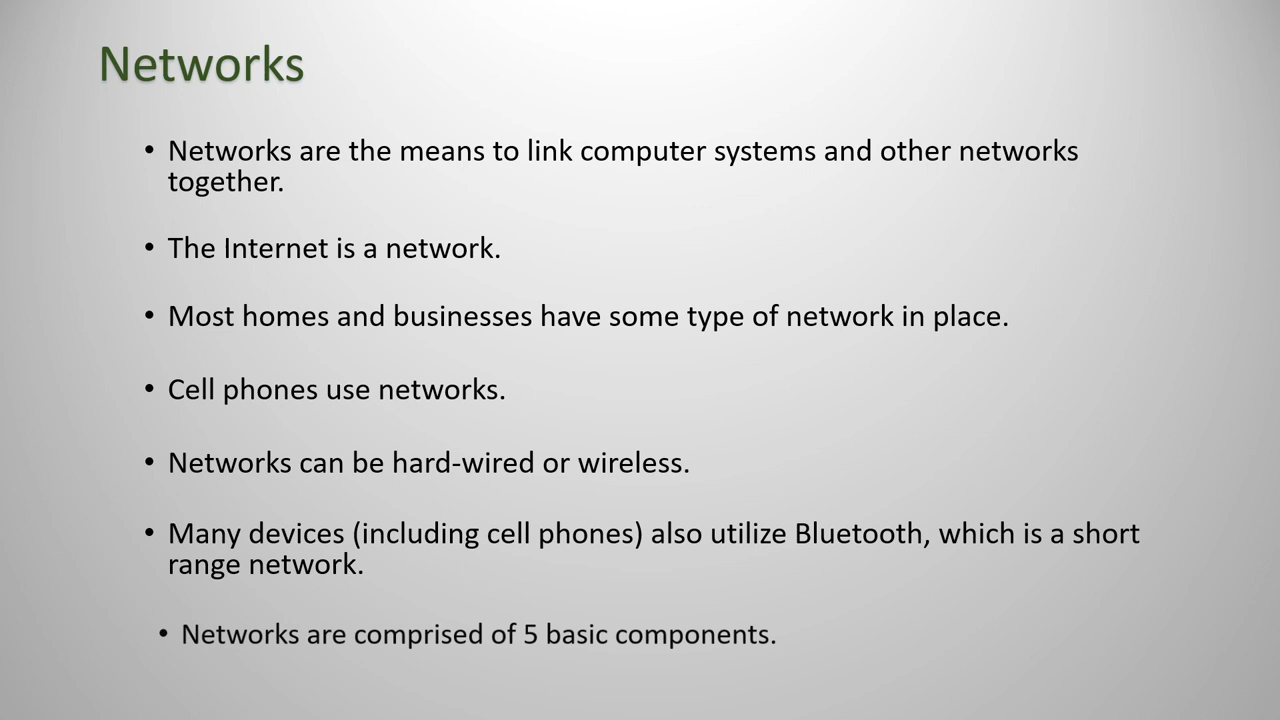 Networks
• Networks are the means to link computer systems and other networks
together.
• The Internet is a network.
• Most homes and businesses have some type of network in place.
• Cell phones use networks.
• Networks can be hard-wired or wireless.
• Many devices (including cell phones) also utilize Bluetooth, which is a short
range network.
• Networks are comprised of 5 basic components.